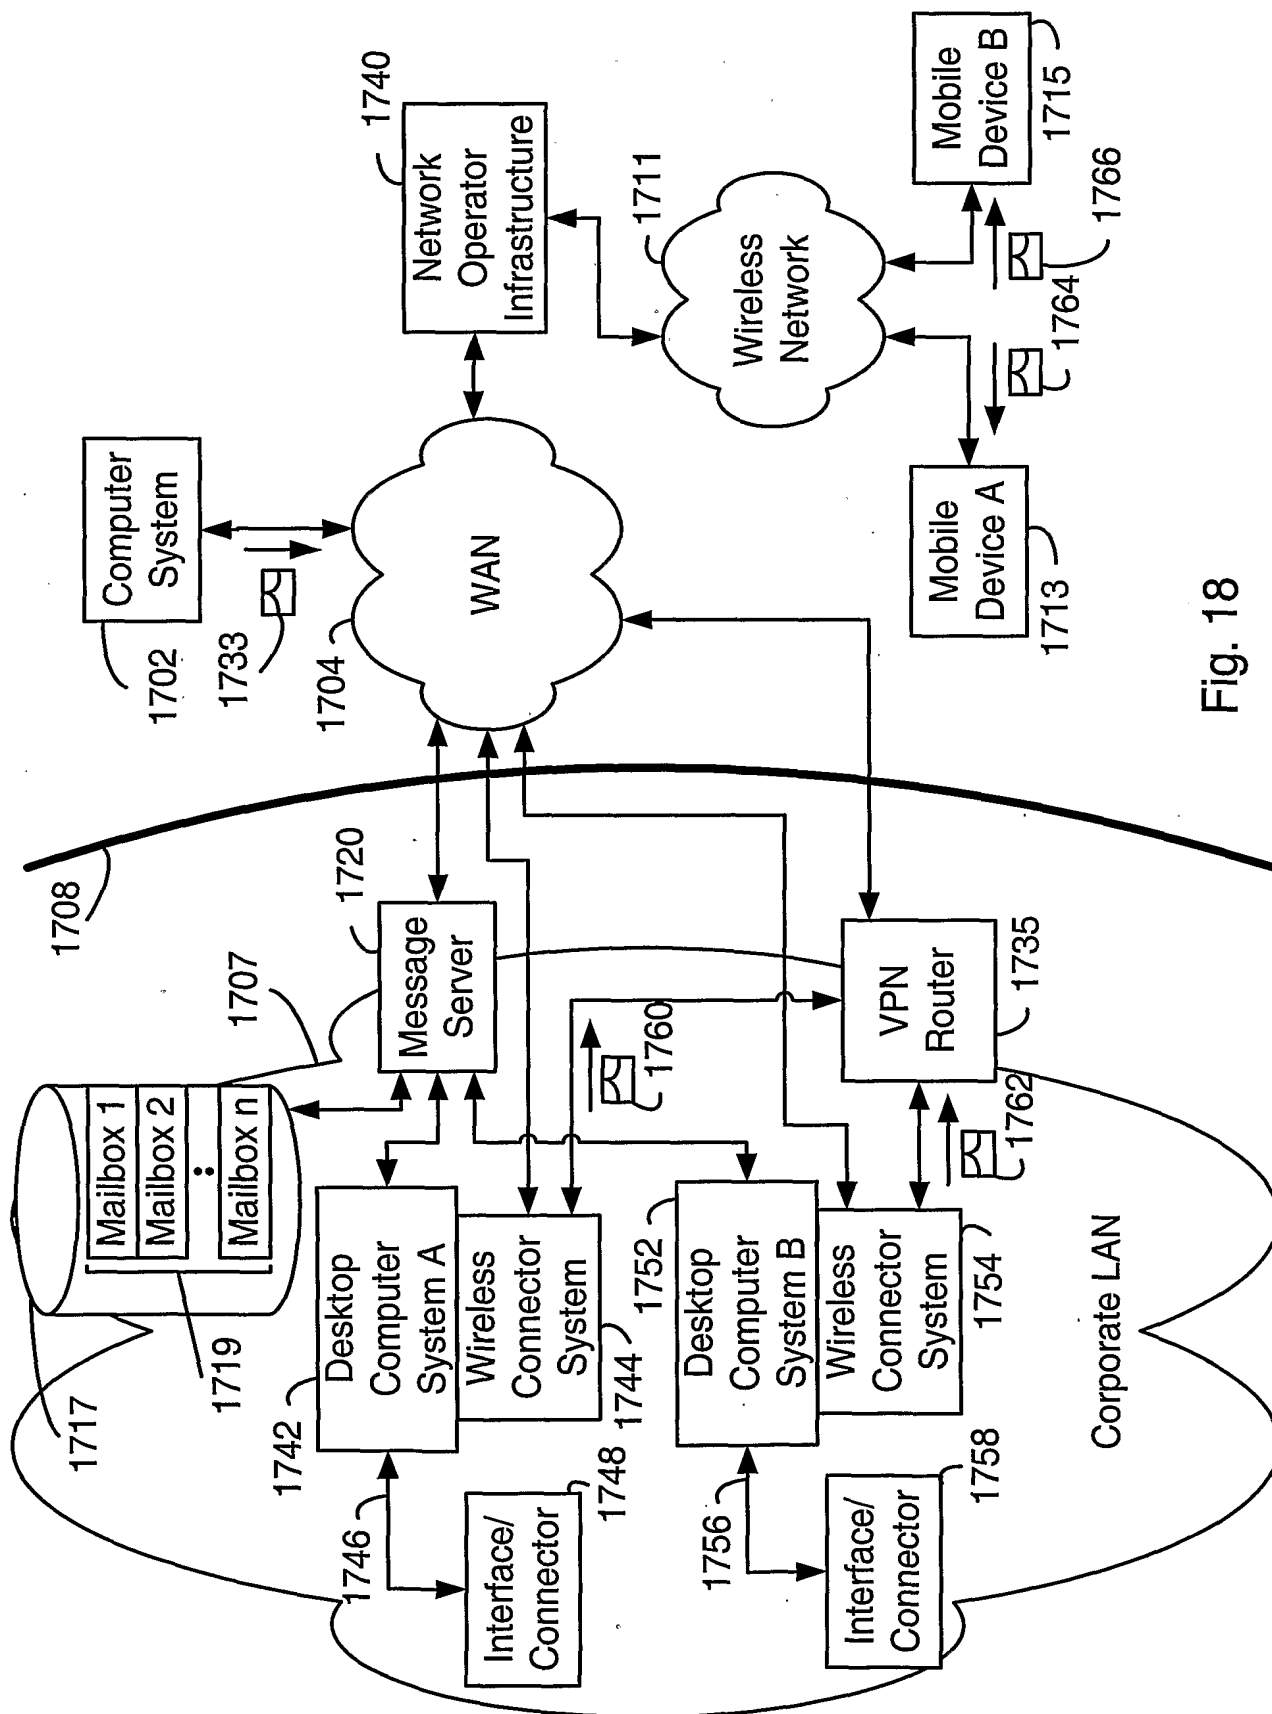 1740
Network
Operator
Infrastructure
Mobile
Device B
1715
1711
Wireless
Network
1766
1764
Computer
System
1702
1733
1704
WAN
Mobile
Device A
1713
Fig. 18
1708
1707
1720
Message
Server
1760
VPN
Router
1735
1762
Mailbox 1
Mailbox 2
:
Mailbox n
1717
1719
1742
Desktop
Computer
System A
Wireless
Connector
System
1744
1746
Interface/
Connector
1748
1752
Desktop
Computer
System B
Wireless
Connector
System
1754
1756
Interface/
Connector
1758
Corporate LAN